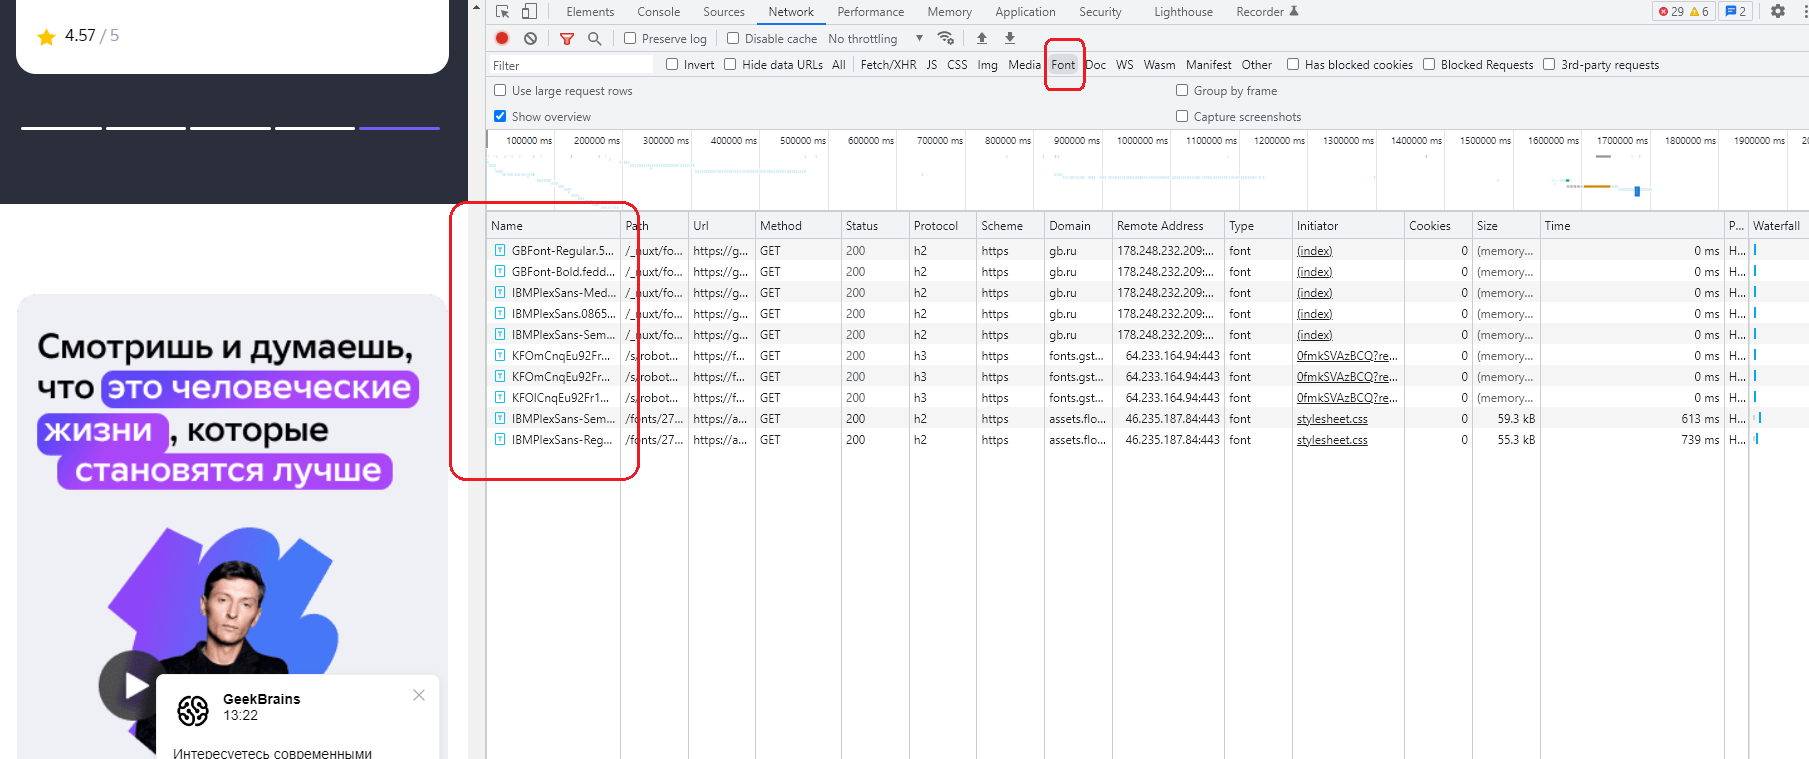 4.57 / 5
Смотришь и думаешь,
что это человеческие
жизни , которые
становятся лучше
GeekBrains
13:22
Интересуетесь современными
Elements Console Sources Network Performance Memory Application Security Lighthouse Recorder 29 6 2
Preserve log Disable cache No throttling
Filter Invert Hide data URLs All Fetch/XHR JS CSS Img Media Font Doc WS Wasm Manifest Other Has blocked cookies Blocked Requests 3rd-party requests
Use large request rows Group by frame
Show overview Capture screenshots
100000 ms 200000 ms 300000 ms 400000 ms 500000 ms 600000 ms 700000 ms 800000 ms 900000 ms 1000000 ms 1100000 ms 1200000 ms 1300000 ms 1400000 ms 1500000 ms 1600000 ms 1700000 ms 1800000 ms 1900000 ms
Name Path Url Method Status Protocol Scheme Domain Remote Address Type Initiator Cookies Size Time P... Waterfall
GBFont-Regular.5... /_nuxt/fo... https://g... GET 200 h2 https gb.ru 178.248.232.209:... font (index) 0 (memory... 0 ms H...
GBFont-Bold.fedd... /_nuxt/fo... https://g... GET 200 h2 https gb.ru 178.248.232.209:... font (index) 0 (memory... 0 ms H...
IBMPlexSans-Med... /_nuxt/fo... https://g... GET 200 h2 https gb.ru 178.248.232.209:... font (index) 0 (memory... 0 ms H...
IBMPlexSans.0865... /_nuxt/fo... https://g... GET 200 h2 https gb.ru 178.248.232.209:... font (index) 0 (memory... 0 ms H...
IBMPlexSans-Sem... /_nuxt/fo... https://g... GET 200 h2 https gb.ru 178.248.232.209:... font (index) 0 (memory... 0 ms H...
KFOmCnqEu92Fr... /s/robot... https://f... GET 200 h3 https fonts.gst... 64.233.164.94:443 font 0fmkSVAzBCQ?re... 0 (memory... 0 ms H...
KFOmCnqEu92Fr... /s/robot... https://f... GET 200 h3 https fonts.gst... 64.233.164.94:443 font 0fmkSVAzBCQ?re... 0 (memory... 0 ms H...
KFOlCnqEu92Fr1... /s/robot... https://f... GET 200 h3 https fonts.gst... 64.233.164.94:443 font 0fmkSVAzBCQ?re... 0 (memory... 0 ms H...
IBMPlexSans-Sem... /fonts/27... https://a... GET 200 h2 https assets.flo... 46.235.187.84:443 font stylesheet.css 0 59.3 kB 613 ms H...
IBMPlexSans-Reg... /fonts/27... https://a... GET 200 h2 https assets.flo... 46.235.187.84:443 font stylesheet.css 0 55.3 kB 739 ms H...